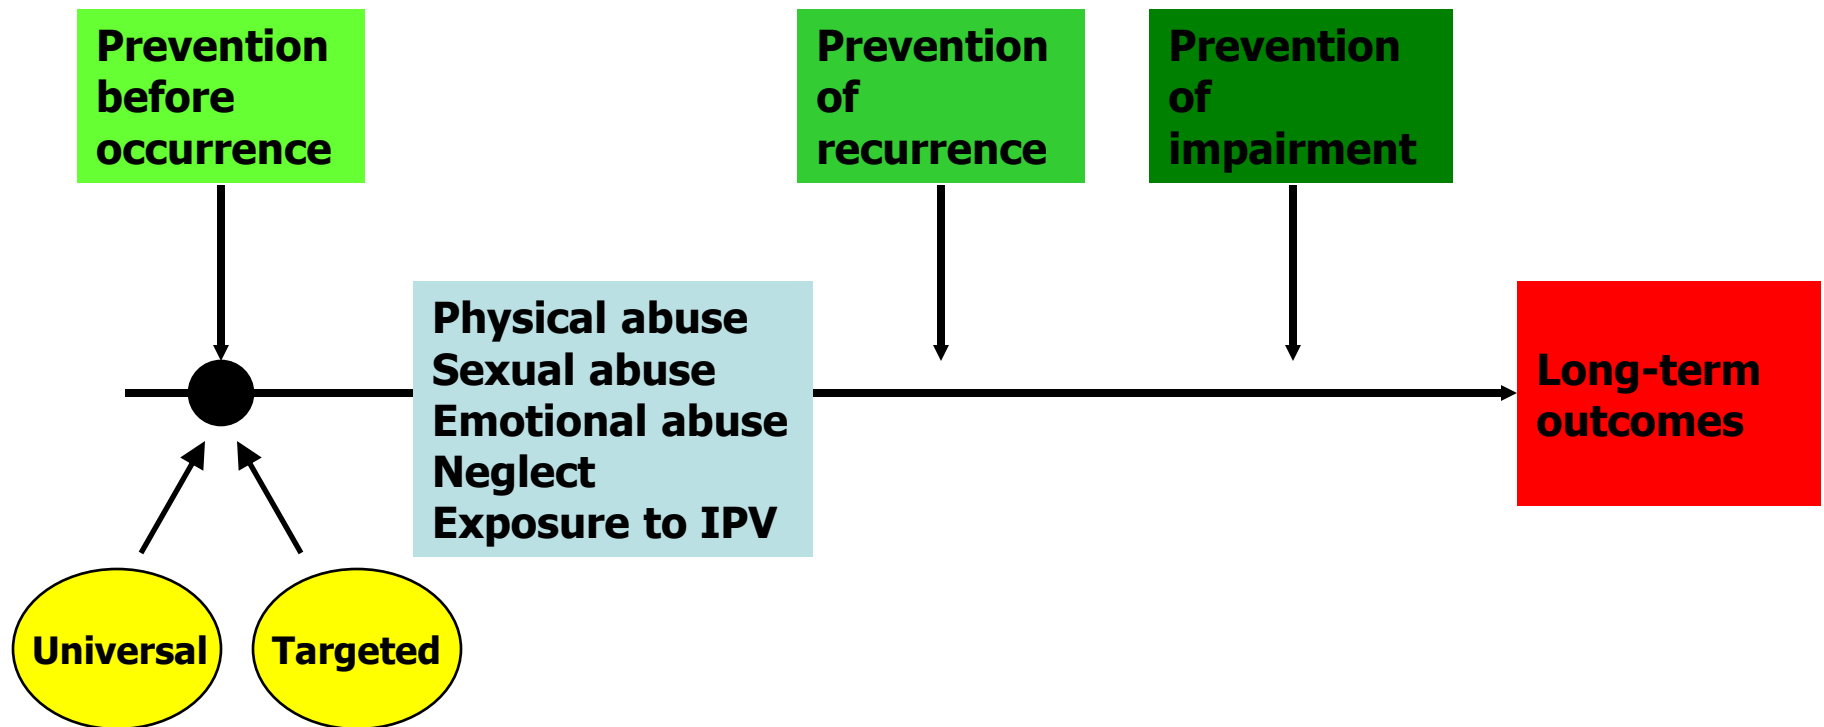 Prevention
before
occurrence
Prevention
of
recurrence
Prevention
of
impairment
Physical abuse
Sexual abuse
Emotional abuse
Neglect
Exposure to IPV
Long-term
outcomes
Universal
Targeted